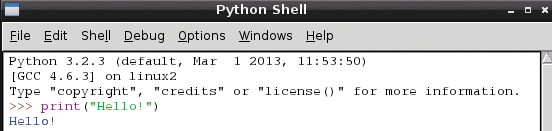 Python Shell
File Edit Shell Debug Options Windows Help
Python 3.2.3 (default, Mar  1 2013, 11:53:50)
[GCC 4.6.3] on linux2
Type "copyright", "credits" or "license()" for more information.
>>> print("Hello!")
Hello!